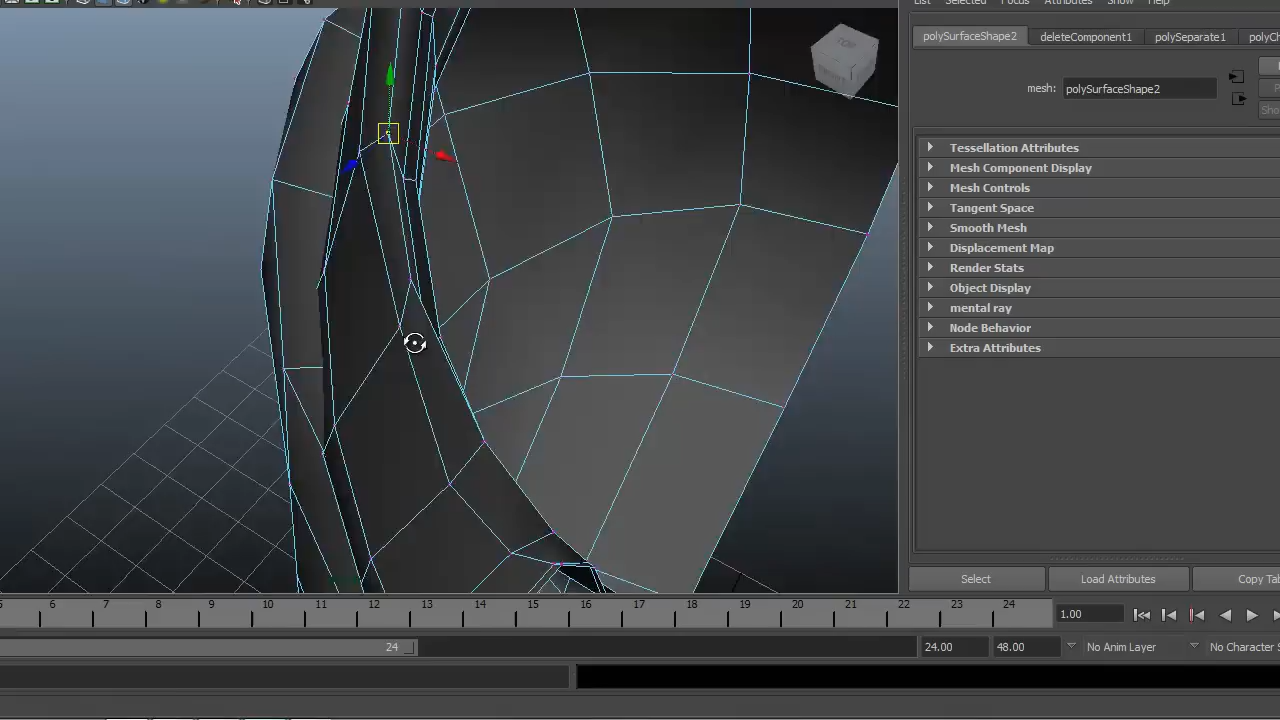 List Selected Focus Attributes Show Help
polySurfaceShape2 deleteComponent1 polySeparate1 polyCh
TOP
mesh: polySurfaceShape2
Tessellation Attributes
Mesh Component Display
Mesh Controls
Tangent Space
Smooth Mesh
Displacement Map
Render Stats
Object Display
mental ray
Node Behavior
Extra Attributes
Select Load Attributes Copy Tab
5 6 7 8 9 10 11 12 13 14 15 16 17 18 19 20 21 22 23 24
1.00
24 24.00 48.00 No Anim Layer No Character S